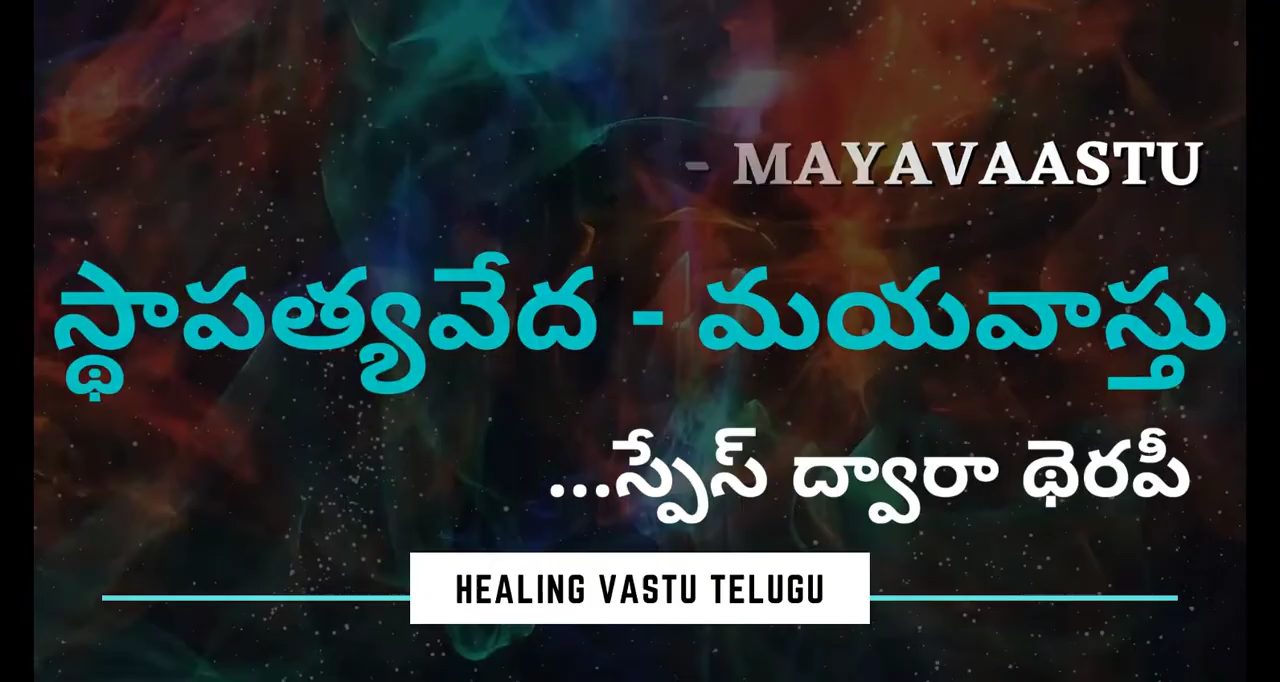 - MAYAVAASTU
స్థాపత్యవేద - మయవాస్తు
...స్పేస్ ద్వారా థెరపీ
HEALING VASTU TELUGU